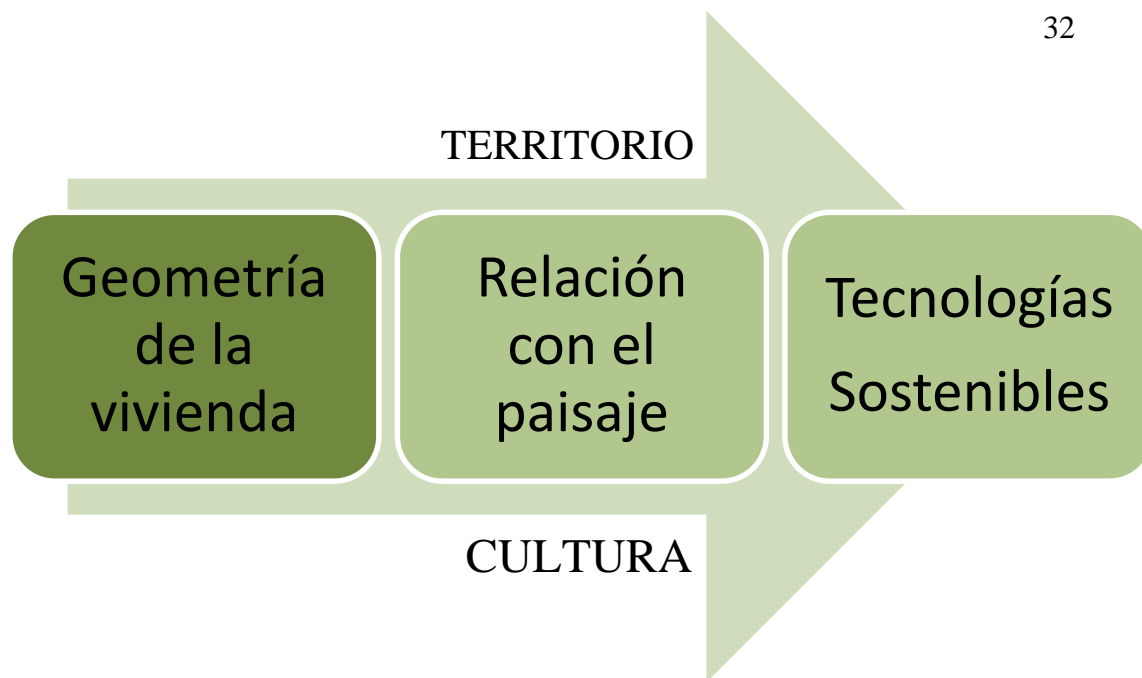 32
TERRITORIO
Geometría
de la
vivienda
Relación
con el
paisaje
Tecnologías
Sostenibles
CULTURA